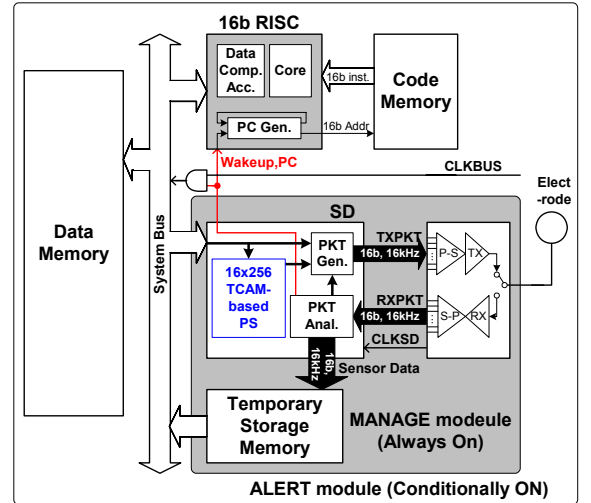 16b RISC
Data
Comp.
Acc.
Core
16b inst.
Code
Memory
PC Gen.
16b Addr
Wakeup,PC
CLKBUS
Elect
-rode
Data
Memory
System Bus
SD
TXPKT
PKT
Gen.
16b, 16kHz
P-S
TX
16x256
TCAM-
based
PS
RXPKT
PKT
Anal.
16b, 16kHz
S-P
RX
CLKSD
16b,
16kHz
Sensor Data
Temporary
Storage
Memory
MANAGE modeule
(Always On)
ALERT module (Conditionally ON)